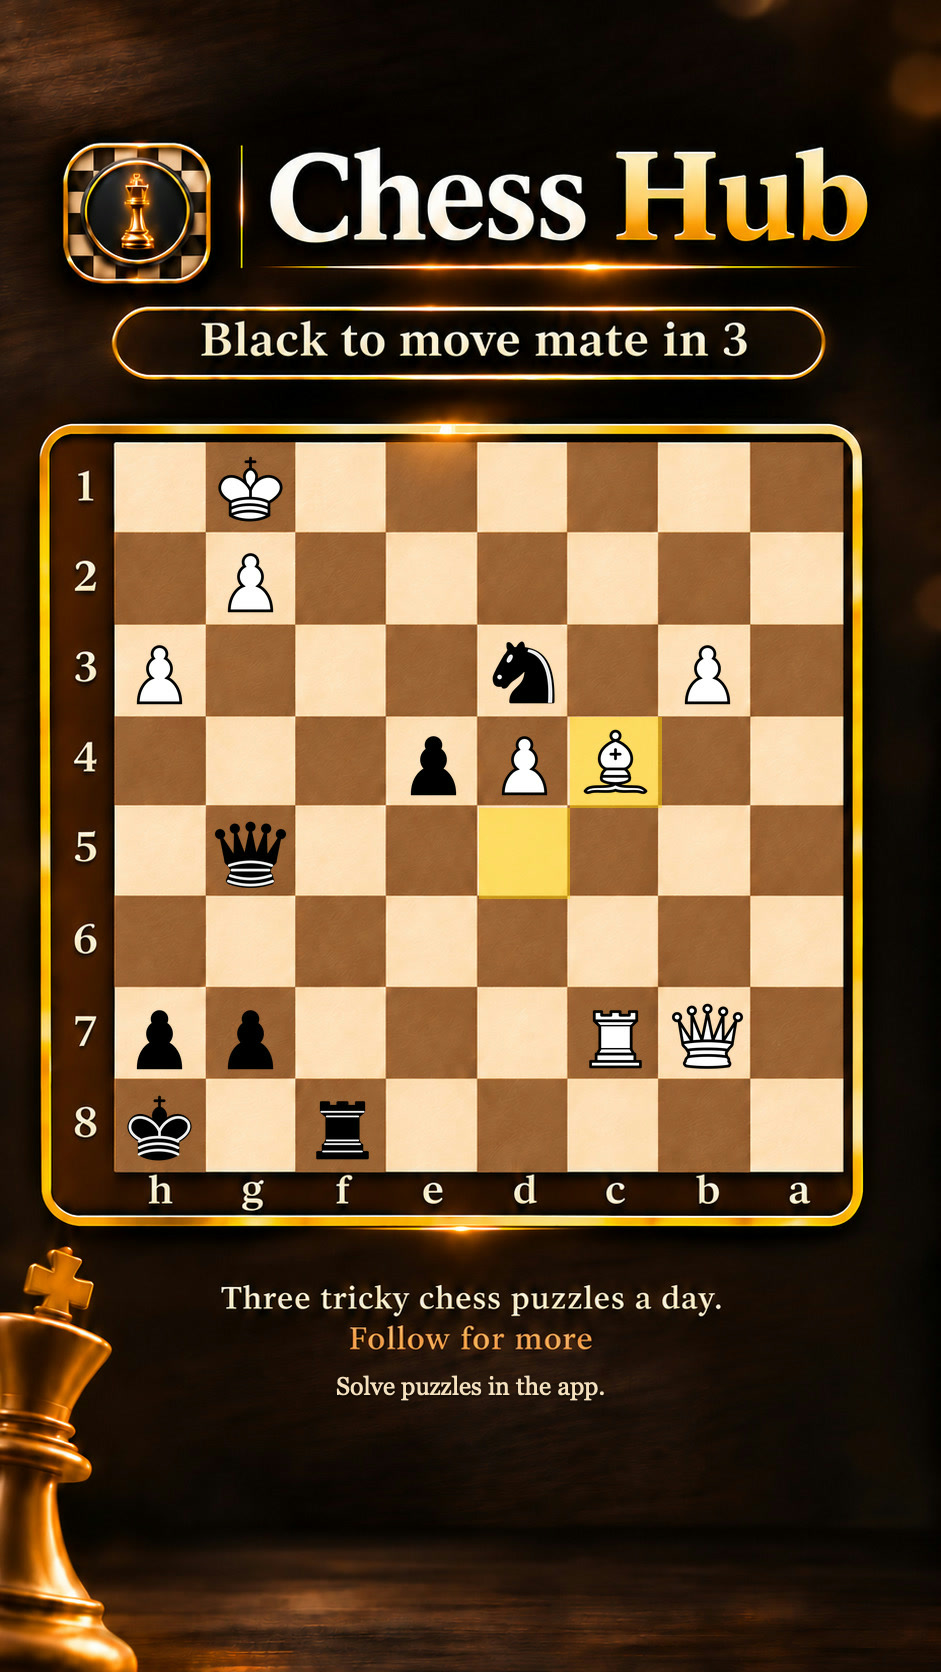 Chess Hub
Black to move mate in 3
1
2
3
4
5
6
7
8
h g f e d c b a
Three tricky chess puzzles a day.
Follow for more
Solve puzzles in the app.